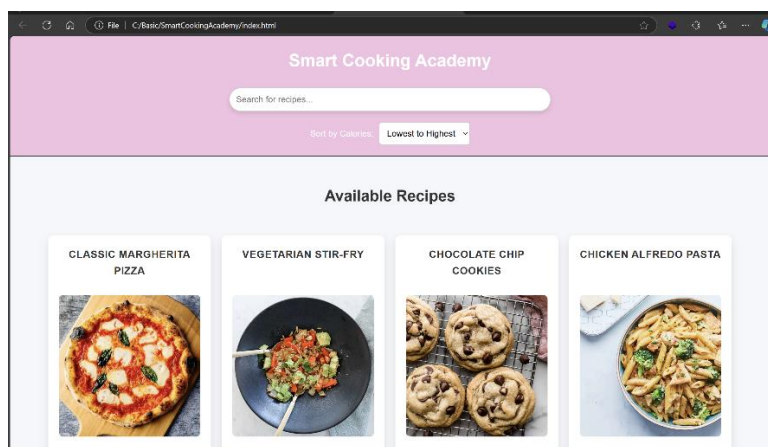 File | C:/Basic/SmartCookingAcademy/index.html
Smart Cooking Academy
Search for recipes...
Sort by Calories: Lowest to Highest
Available Recipes
CLASSIC MARGHERITA
PIZZA
VEGETARIAN STIR-FRY
CHOCOLATE CHIP
COOKIES
CHICKEN ALFREDO PASTA